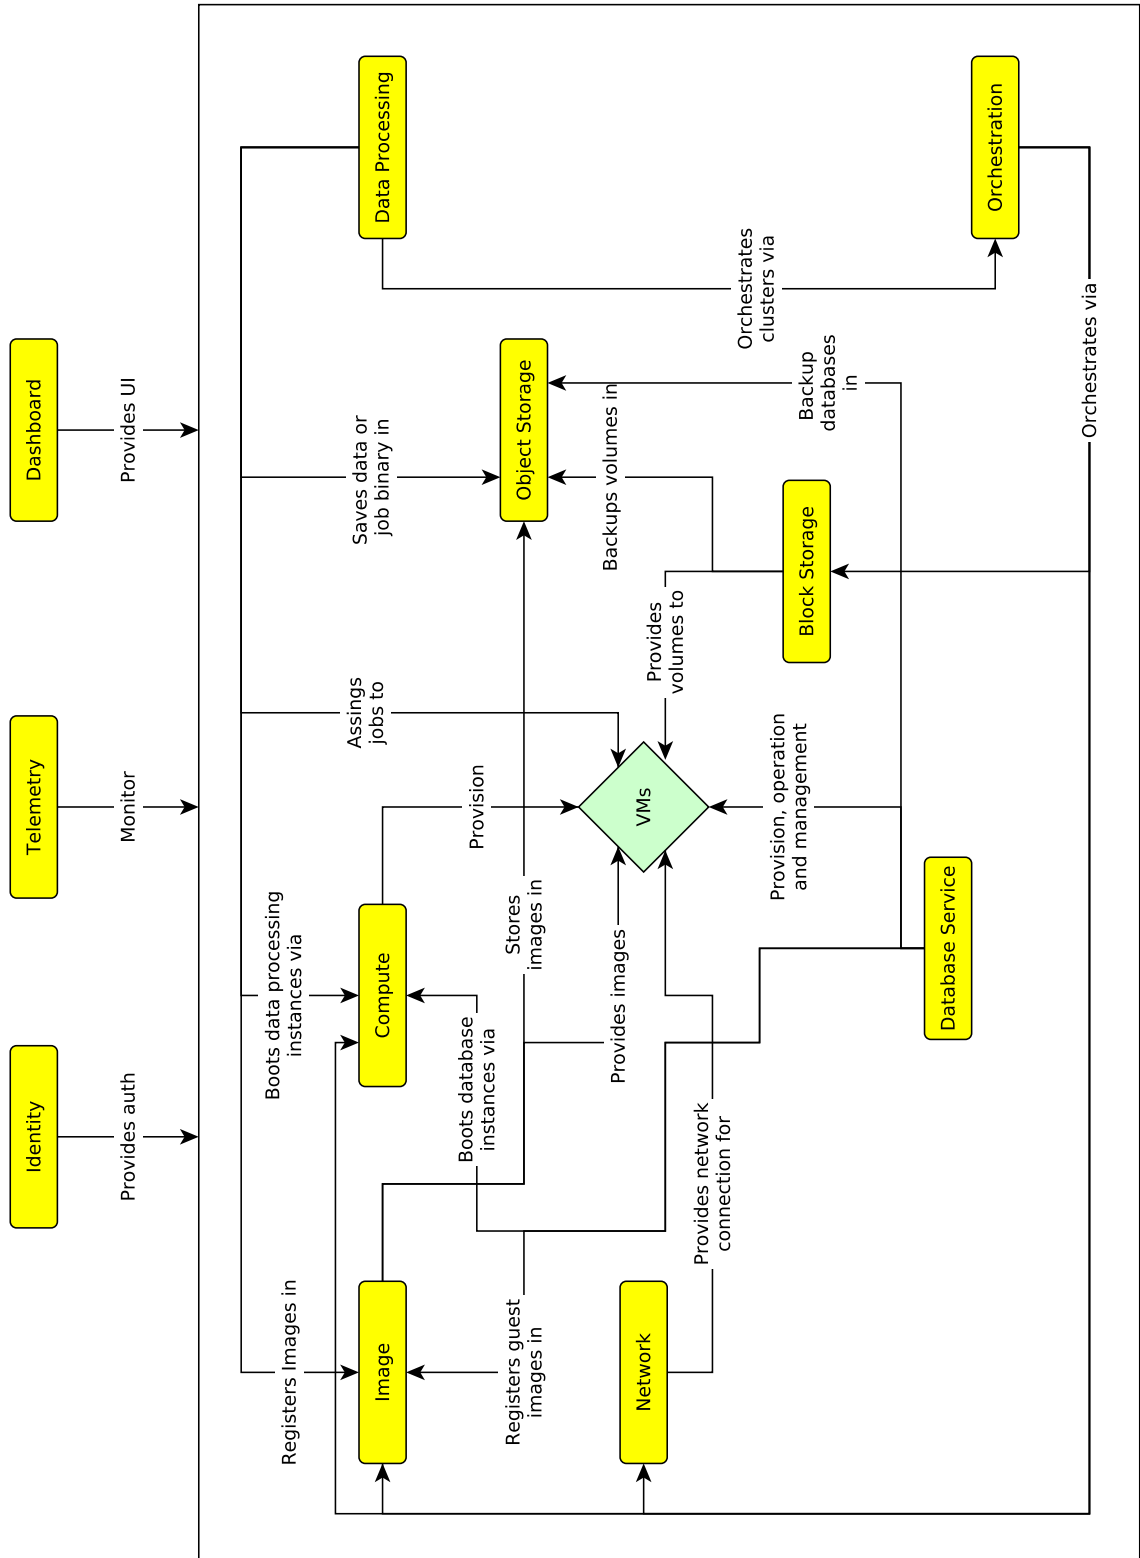 Identity
Telemetry
Dashboard
Provides auth
Monitor
Provides UI
Registers Images in
Boots data processing
instances via
Assings
jobs to
Saves data or
job binary in
Image
Compute
Data Processing
Boots database
instances via
Provision
Registers guest
images in
Stores
images in
Object Storage
Provides images
Backups volumes in
Network
VMs
Provides
volumes to
Provides network
connection for
Orchestrates
clusters via
Provision, operation
and management
Block Storage
Backup
databases
in
Database Service
Orchestration
Orchestrates via